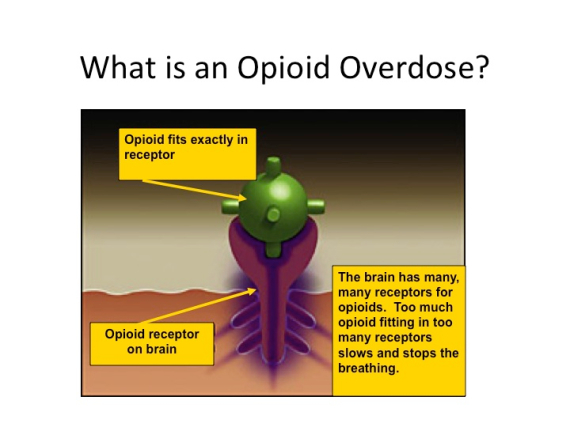 What is an Opioid Overdose?
Opioid fits exactly in
receptor
The brain has many,
many receptors for
opioids.  Too much
opioid fitting in too
many receptors
slows and stops the
breathing.
Opioid receptor
on brain